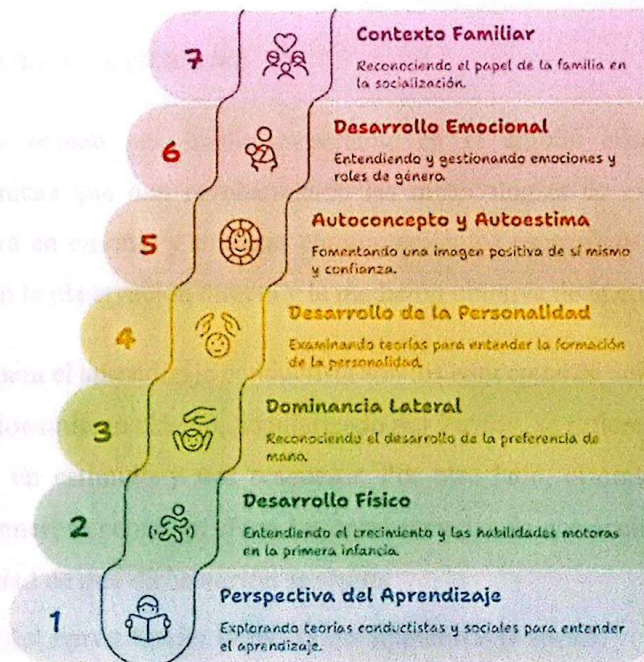 7
Contexto Familiar
Reconociendo el papel de la familia en
la socialización.
6
Desarrollo Emocional
Entendiendo y gestionando emociones y
roles de género.
5
Autoconcepto y Autoestima
Fomentando una imagen positiva de sí mismo
y confianza.
4
Desarrollo de la Personalidad
Examinando teorías para entender la formación
de la personalidad.
3
Dominancia Lateral
Reconociendo el desarrollo de la preferencia de
mano.
2
Desarrollo Físico
Entendiendo el crecimiento y las habilidades motoras
en la primera infancia.
1
Perspectiva del Aprendizaje
Explorando teorías conductistas y sociales para entender
el aprendizaje.